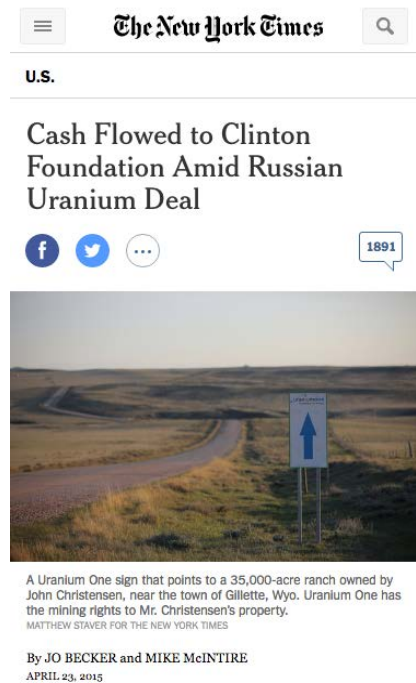 The New York Times
U.S.
Cash Flowed to Clinton
Foundation Amid Russian
Uranium Deal
1891
A Uranium One sign that points to a 35,000-acre ranch owned by
John Christensen, near the town of Gillette, Wyo. Uranium One has
the mining rights to Mr. Christensen's property.
MATTHEW STAVER FOR THE NEW YORK TIMES
By JO BECKER and MIKE McINTIRE
APRIL 23, 2015